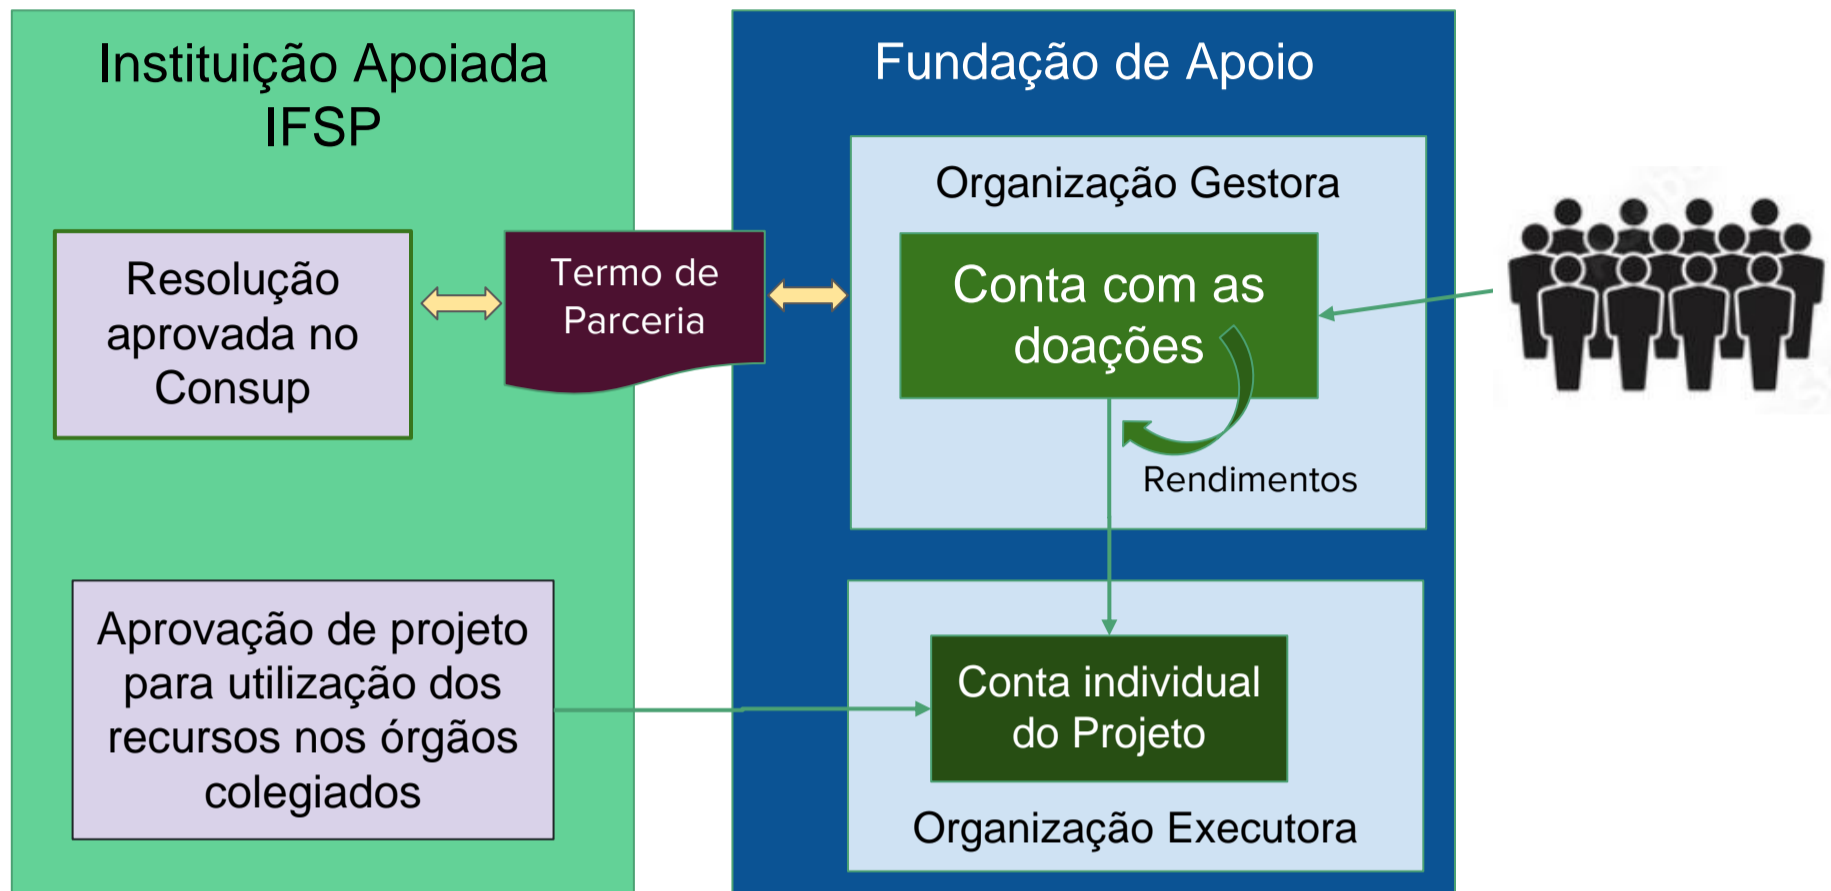 Instituição Apoiada
IFSP
Resolução
aprovada no
Consup
Termo de
Parceria
Aprovação de projeto
para utilização dos
recursos nos órgãos
colegiados
Fundação de Apoio
Organização Gestora
Conta com as
doações
Rendimentos
Conta individual
do Projeto
Organização Executora